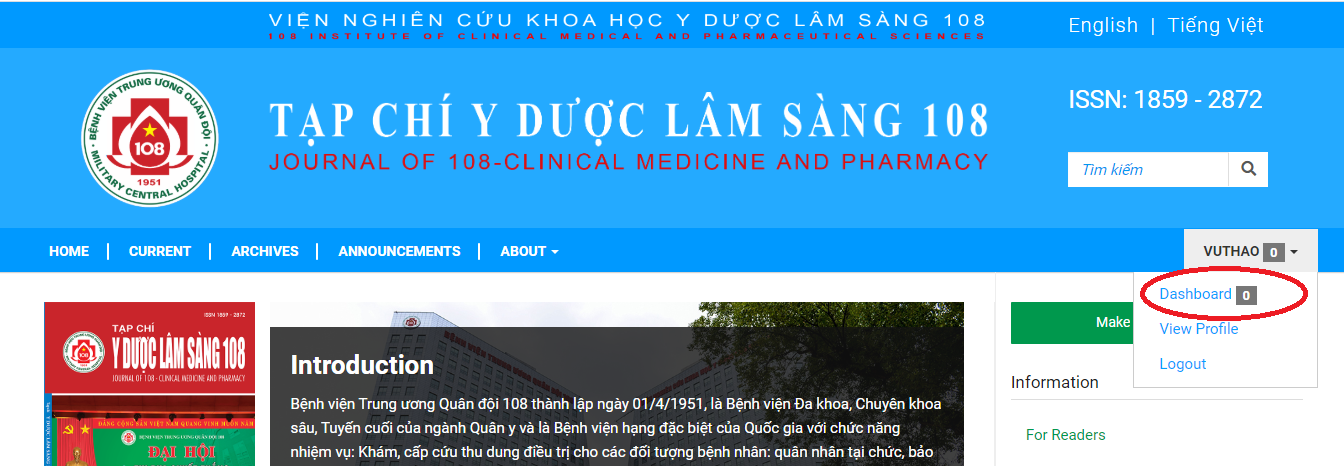 VIỆN NGHIÊN CỨU KHOA HỌC Y DƯỢC LÂM SÀNG 108
108 INSTITUTE OF CLINICAL MEDICAL AND PHARMACEUTICAL SCIENCES
English | Tiếng Việt
BỆNH VIỆN TRUNG ƯƠNG QUÂN ĐỘI
108
1951
MILITARY CENTRAL HOSPITAL
TẠP CHÍ Y DƯỢC LÂM SÀNG 108
JOURNAL OF 108-CLINICAL MEDICINE AND PHARMACY
ISSN: 1859 - 2872
Tìm kiếm
HOME | CURRENT | ARCHIVES | ANNOUNCEMENTS | ABOUT
VUTHAO 0
Dashboard 0
View Profile
Logout
ISSN 1859 - 2872
TẠP CHÍ
Y DƯỢC LÂM SÀNG 108
JOURNAL OF 108 - CLINICAL MEDICINE AND PHARMACY
ĐẢNG CỘNG SẢN VIỆT NAM QUANG VINH MUÔN NĂM
BỆNH VIỆN TRUNG ƯƠNG QUÂN ĐỘI 108
ĐẠI HỘI
Introduction
Bệnh viện Trung ương Quân đội 108 thành lập ngày 01/4/1951, là Bệnh viện Đa khoa, Chuyên khoa
sâu, Tuyến cuối của ngành Quân y và là Bệnh viện hạng đặc biệt của Quốc gia với chức năng
nhiệm vụ: Khám, cấp cứu thu dung điều trị cho các đối tượng bệnh nhân: quân nhân tại chức, bảo
Make
Information
For Readers